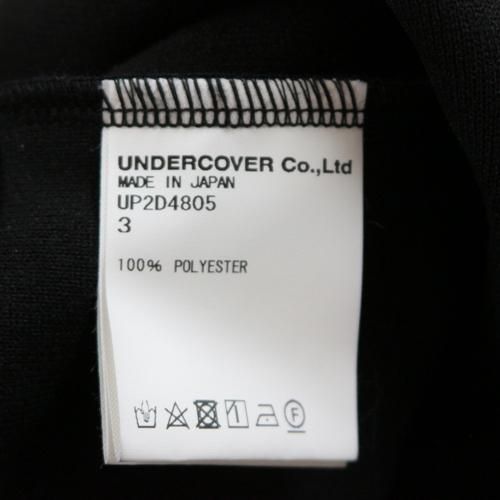 UNDERCOVER Co.,Ltd
MADE IN JAPAN
UP2D4805
3
100% POLYESTER
F